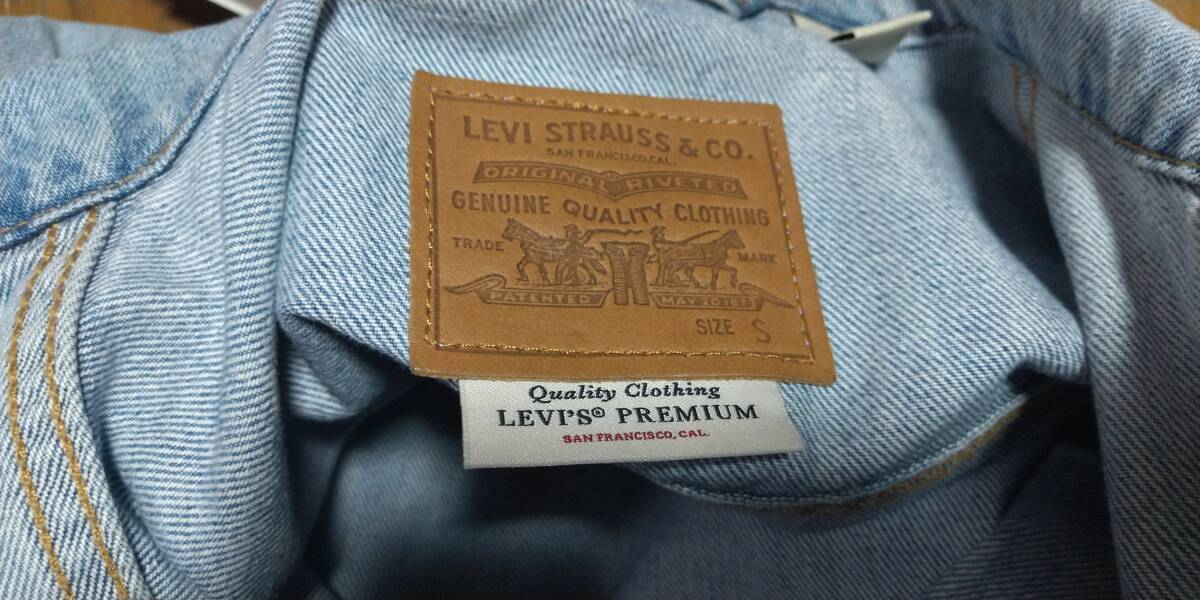 LEVI STRAUSS & CO.
SAN FRANCISCO, CAL.
ORIGINAL RIVETED
GENUINE QUALITY CLOTHING
TRADE MARK
PATENTED MAY 20 1873
SIZE S
Quality Clothing
LEVI'S® PREMIUM
SAN FRANCISCO, CAL.